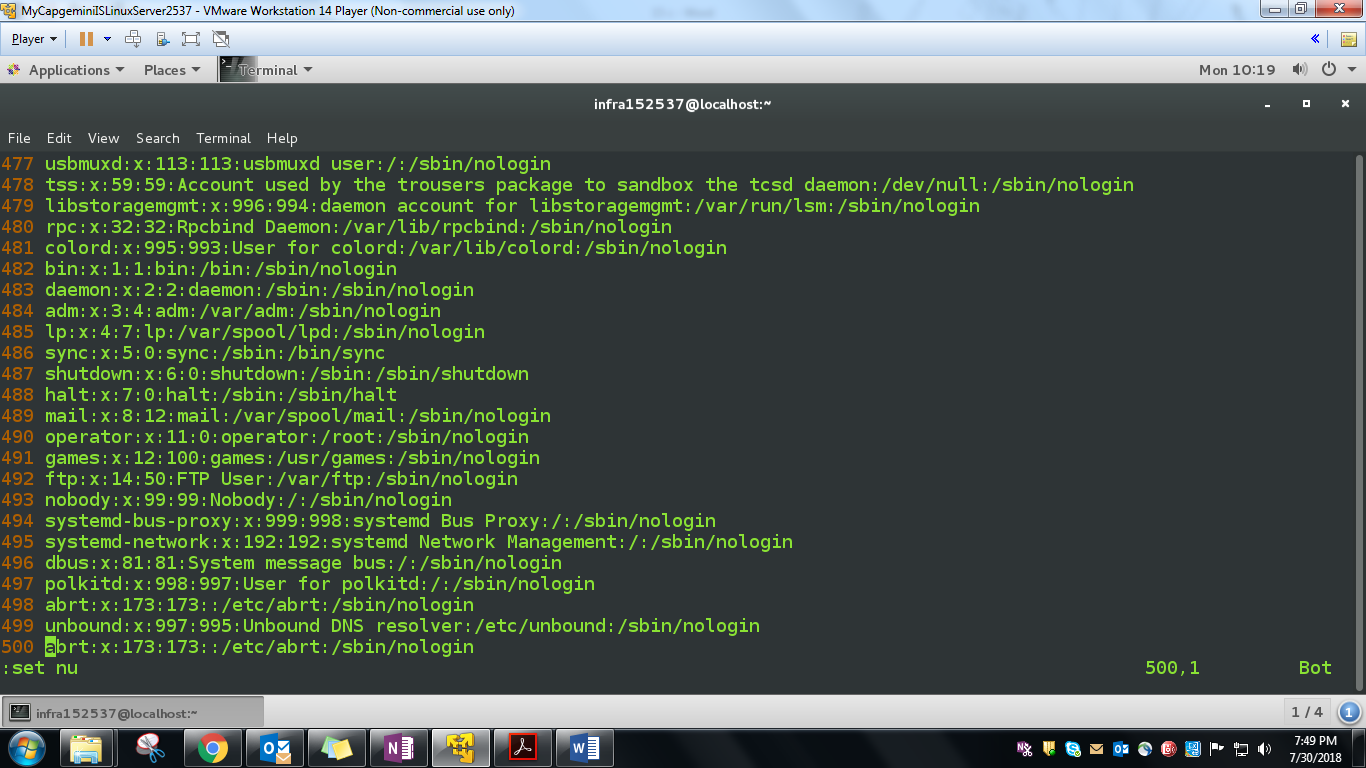 MyCapgeminiISLinuxServer2537 - VMware Workstation 14 Player (Non-commercial use only)
Player
Applications Places Terminal Mon 10:19
infra152537@localhost:~
File Edit View Search Terminal Help
477 usbmuxd:x:113:113:usbmuxd user:/:/sbin/nologin
478 tss:x:59:59:Account used by the trousers package to sandbox the tcsd daemon:/dev/null:/sbin/nologin
479 libstoragemgmt:x:996:994:daemon account for libstoragemgmt:/var/run/lsm:/sbin/nologin
480 rpc:x:32:32:Rpcbind Daemon:/var/lib/rpcbind:/sbin/nologin
481 colord:x:995:993:User for colord:/var/lib/colord:/sbin/nologin
482 bin:x:1:1:bin:/bin:/sbin/nologin
483 daemon:x:2:2:daemon:/sbin:/sbin/nologin
484 adm:x:3:4:adm:/var/adm:/sbin/nologin
485 lp:x:4:7:lp:/var/spool/lpd:/sbin/nologin
486 sync:x:5:0:sync:/sbin:/bin/sync
487 shutdown:x:6:0:shutdown:/sbin:/sbin/shutdown
488 halt:x:7:0:halt:/sbin:/sbin/halt
489 mail:x:8:12:mail:/var/spool/mail:/sbin/nologin
490 operator:x:11:0:operator:/root:/sbin/nologin
491 games:x:12:100:games:/usr/games:/sbin/nologin
492 ftp:x:14:50:FTP User:/var/ftp:/sbin/nologin
493 nobody:x:99:99:Nobody:/:/sbin/nologin
494 systemd-bus-proxy:x:999:998:systemd Bus Proxy:/:/sbin/nologin
495 systemd-network:x:192:192:systemd Network Management:/:/sbin/nologin
496 dbus:x:81:81:System message bus:/:/sbin/nologin
497 polkitd:x:998:997:User for polkitd:/:/sbin/nologin
498 abrt:x:173:173::/etc/abrt:/sbin/nologin
499 unbound:x:997:995:Unbound DNS resolver:/etc/unbound:/sbin/nologin
500 abrt:x:173:173::/etc/abrt:/sbin/nologin
:set nu 500,1 Bot
infra152537@localhost:~ 1 / 4 1
7:49 PM
7/30/2018